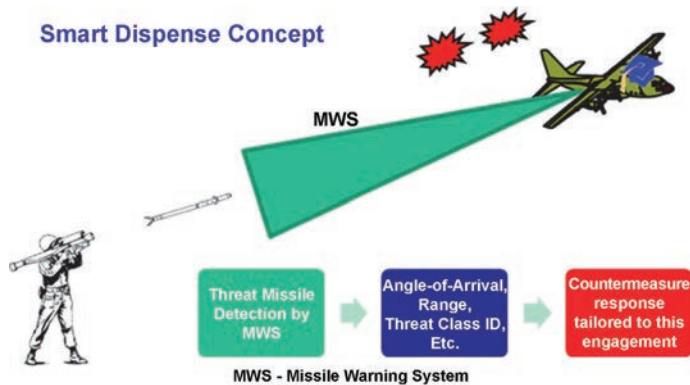 Smart Dispense Concept
MWS
Threat Missile
Detection by
MWS
Angle-of-Arrival,
Range,
Threat Class ID,
Etc.
Countermeasure
response
tailored to this
engagement
MWS - Missile Warning System